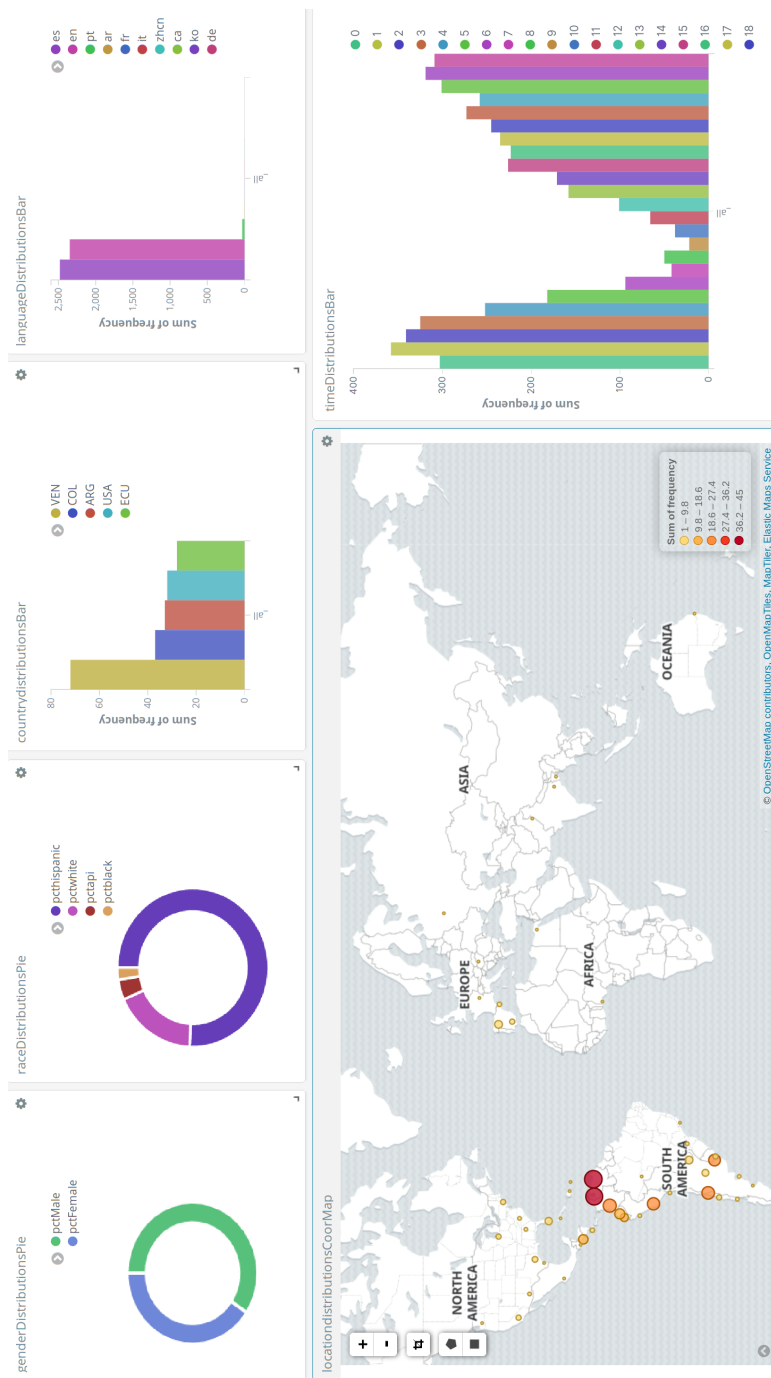 genderDistributionsPie
pctMale
pctFemale
raceDistributionsPie
pcthispanic
pctwhite
pctapi
pctblack
countrydistributionsBar
80
60
40
20
0
Sum of frequency
_all
VEN
COL
ARG
USA
ECU
languageDistributionsBar
2,500
2,000
1,500
1,000
500
0
Sum of frequency
_all
es
en
pt
ar
fr
it
zhcn
ca
ko
de
locationdistributionsCoorMap
+
-
NORTH
AMERICA
SOUTH
AMERICA
EUROPE
AFRICA
ASIA
OCEANIA
Sum of frequency
1 – 9.8
9.8 – 18.6
18.6 – 27.4
27.4 – 36.2
36.2 – 45
© OpenStreetMap contributors, OpenMapTiles, MapTiler, Elastic Maps Service
timeDistributionsBar
400
300
200
100
0
Sum of frequency
_all
0
1
2
3
4
5
6
7
8
9
10
11
12
13
14
15
16
17
18